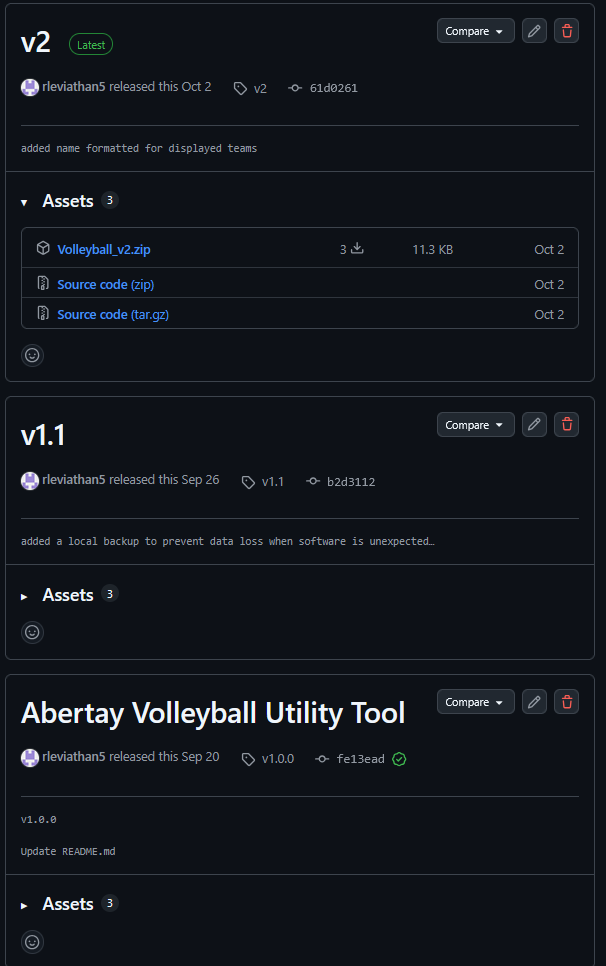 v2 Latest Compare
rleviathan5 released this Oct 2 v2 61d0261
added name formatted for displayed teams
Assets 3
Volleyball_v2.zip 3 11.3 KB Oct 2
Source code (zip) Oct 2
Source code (tar.gz) Oct 2
v1.1 Compare
rleviathan5 released this Sep 26 v1.1 b2d3112
added a local backup to prevent data loss when software is unexpected…
Assets 3
Abertay Volleyball Utility Tool Compare
rleviathan5 released this Sep 20 v1.0.0 fe13ead
v1.0.0
Update README.md
Assets 3